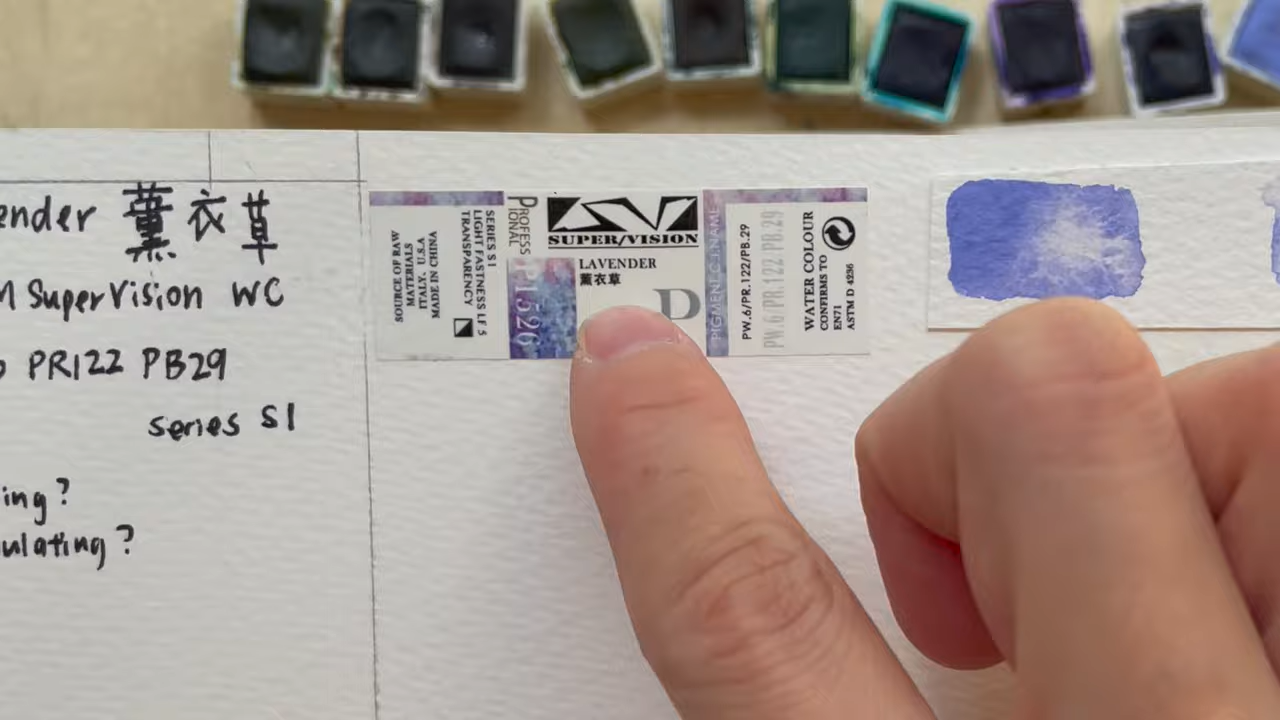 ender 薰衣草
SuperVision WC
PR122 PB29
series S1
ing?
ulating?
SOURCE OF RAW
MATERIALS
ITALY, U.S.A
MADE IN CHINA
SERIES S1
LIGHT FASTNESS LF 5
TRANSPARENCY
PROFESS
IONAL
SUPER/VISION
LAVENDER
薰衣草
P
PL526
PIGMENT C.I.NAME
PW.6/PR.122/PB.29
PW.6 PR.122 PB.29
WATER COLOUR
CONFIRMS TO
EN71
ASTM D 4236